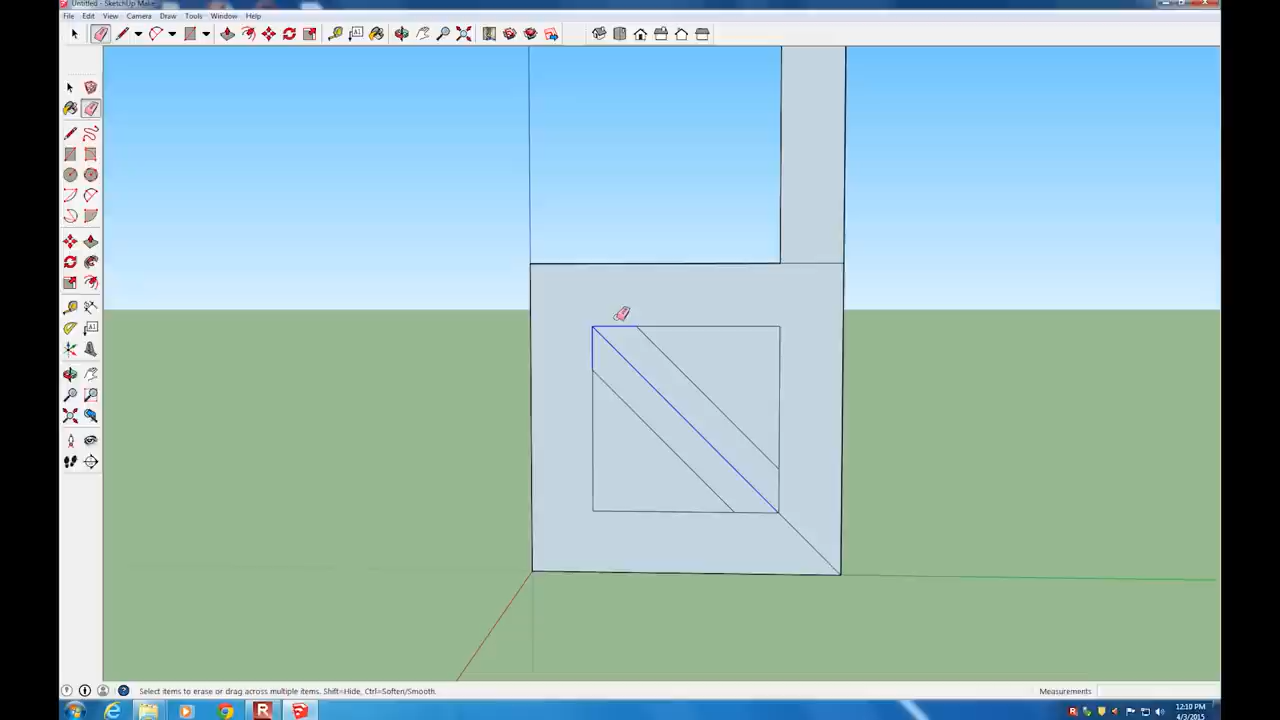 Untitled - SketchUp Make
File Edit View Camera Draw Tools Window Help
Select items to erase or drag across multiple items. Shift=Hide, Ctrl=Soften/Smooth.
Measurements
12:10 PM
4/3/2015